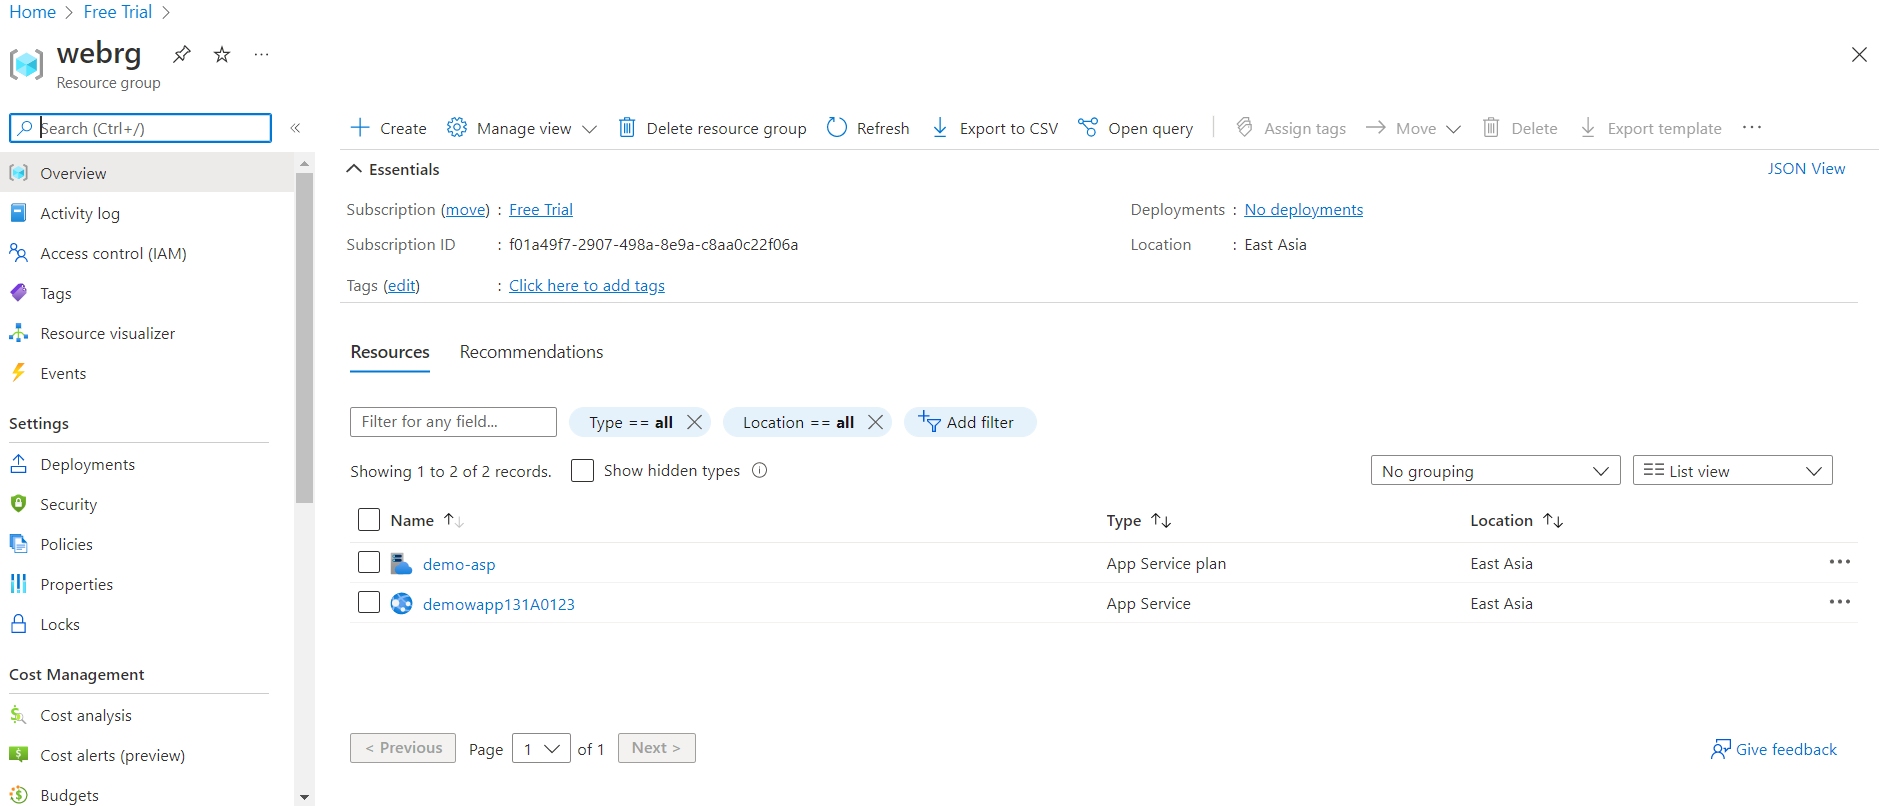 Home > Free Trial >
webrg
Resource group
Search (Ctrl+/)
Overview
Activity log
Access control (IAM)
Tags
Resource visualizer
Events
Settings
Deployments
Security
Policies
Properties
Locks
Cost Management
Cost analysis
Cost alerts (preview)
Budgets
Create Manage view Delete resource group Refresh Export to CSV Open query Assign tags Move Delete Export template
Essentials JSON View
Subscription (move) : Free Trial Deployments : No deployments
Subscription ID : f01a49f7-2907-498a-8e9a-c8aa0c22f06a Location : East Asia
Tags (edit) : Click here to add tags
Resources Recommendations
Filter for any field... Type == all Location == all Add filter
Showing 1 to 2 of 2 records. Show hidden types No grouping List view
Name Type Location
demo-asp App Service plan East Asia
demowapp131A0123 App Service East Asia
< Previous Page 1 of 1 Next > Give feedback